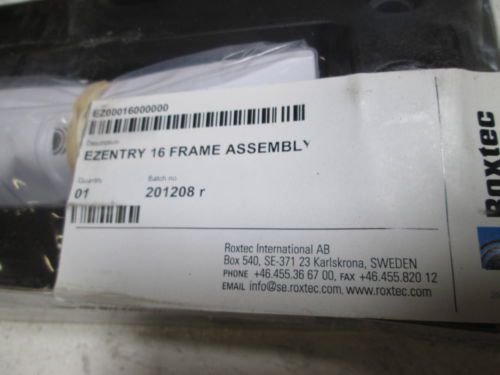 EZ00016000000
Description
EZENTRY 16 FRAME ASSEMBLY
Quantity
Batch no.
01
201208 r
Roxtec International AB
Box 540, SE-371 23 Karlskrona, SWEDEN
PHONE +46.455.36 67 00, FAX +46.455.820 12
EMAIL info@se.roxtec.com, www.roxtec.com
Roxtec